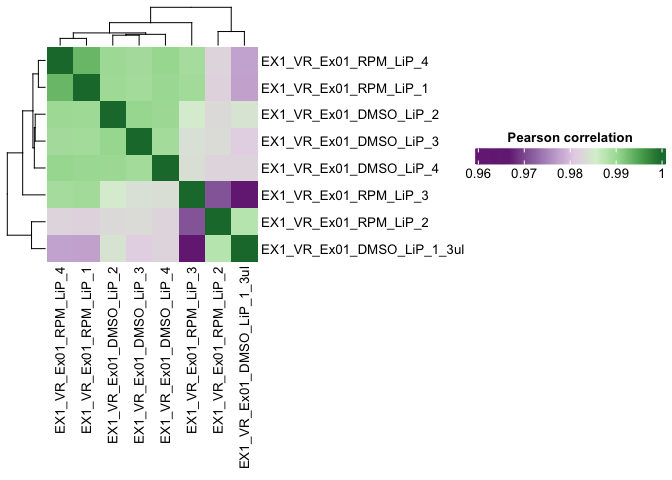 EX1_VR_Ex01_RPM_LiP_4
EX1_VR_Ex01_RPM_LiP_1
EX1_VR_Ex01_DMSO_LiP_2
EX1_VR_Ex01_DMSO_LiP_3
EX1_VR_Ex01_DMSO_LiP_4
EX1_VR_Ex01_RPM_LiP_3
EX1_VR_Ex01_RPM_LiP_2
EX1_VR_Ex01_DMSO_LiP_1_3ul
Pearson correlation
0.96 0.97 0.98 0.99 1
EX1_VR_Ex01_RPM_LiP_4
EX1_VR_Ex01_RPM_LiP_1
EX1_VR_Ex01_DMSO_LiP_2
EX1_VR_Ex01_DMSO_LiP_3
EX1_VR_Ex01_DMSO_LiP_4
EX1_VR_Ex01_RPM_LiP_3
EX1_VR_Ex01_RPM_LiP_2
EX1_VR_Ex01_DMSO_LiP_1_3ul